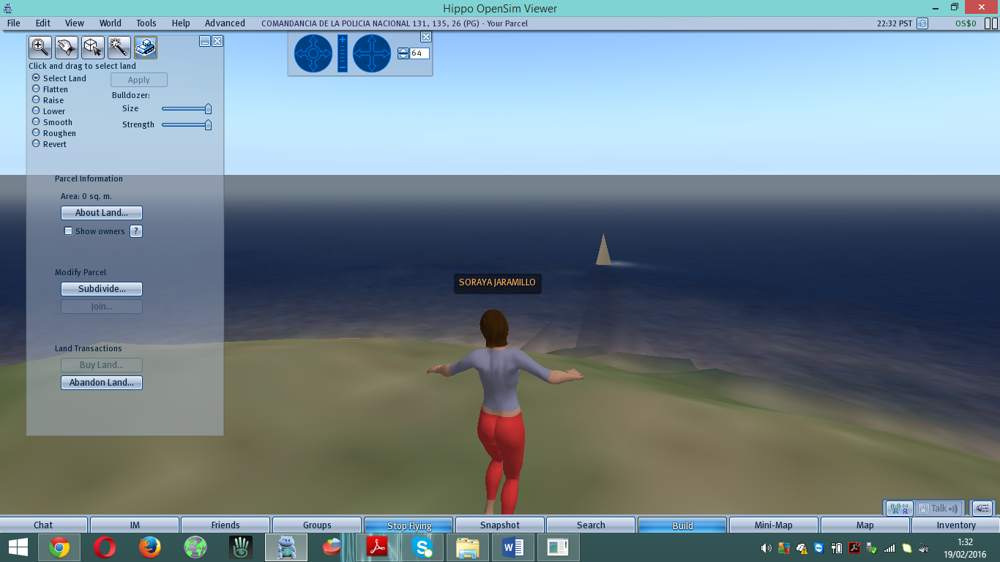 Hippo OpenSim Viewer
File Edit View World Tools Help Advanced COMANDANCIA DE LA POLICIA NACIONAL 131, 135, 26 (PG) - Your Parcel 22:32 PST OS$0
64
Click and drag to select land
Select Land
Apply
Flatten
Bulldozer:
Raise
Size
Lower
Smooth
Strength
Roughen
Revert
Parcel Information
Area: 0 sq. m.
About Land...
Show owners ?
Modify Parcel
Subdivide...
Join...
Land Transactions
Buy Land...
Abandon Land...
SORAYA JARAMILLO
Talk
Chat IM Friends Groups Stop Flying Snapshot Search Build Mini-Map Map Inventory
1:32
19/02/2016